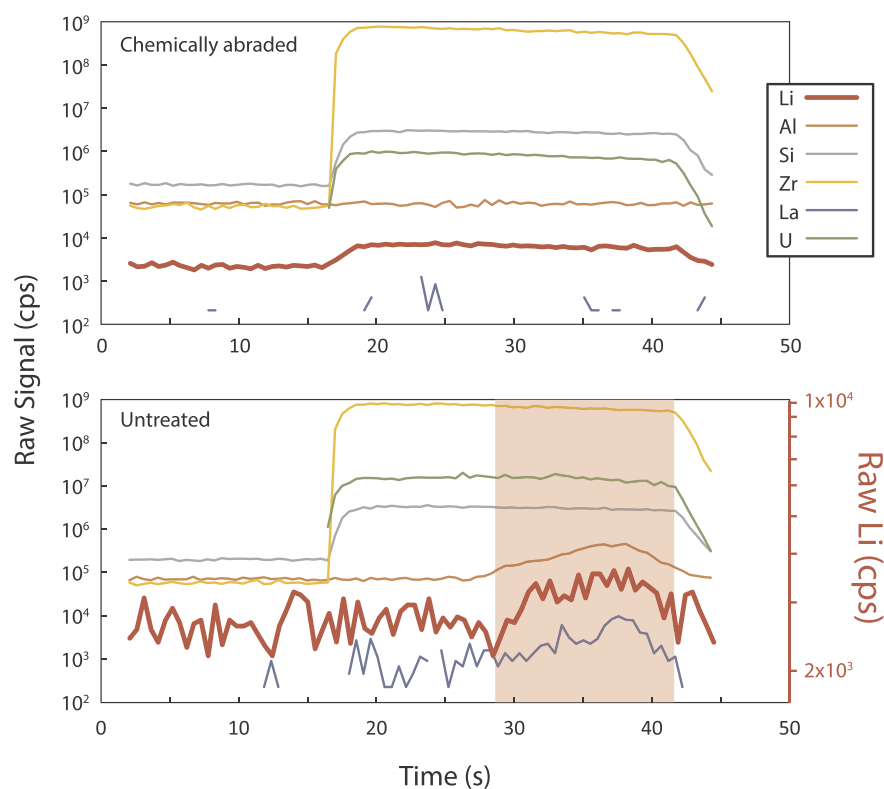 Raw Signal (cps)
10⁹
10⁸
10⁷
10⁶
10⁵
10⁴
10³
10²
Chemically abraded
0
10
20
30
40
50
Li
Al
Si
Zr
La
U
10⁹
10⁸
10⁷
10⁶
10⁵
10⁴
10³
10²
Untreated
0
10
20
30
40
50
1x10⁴
2x10³
Raw Li (cps)
Time (s)